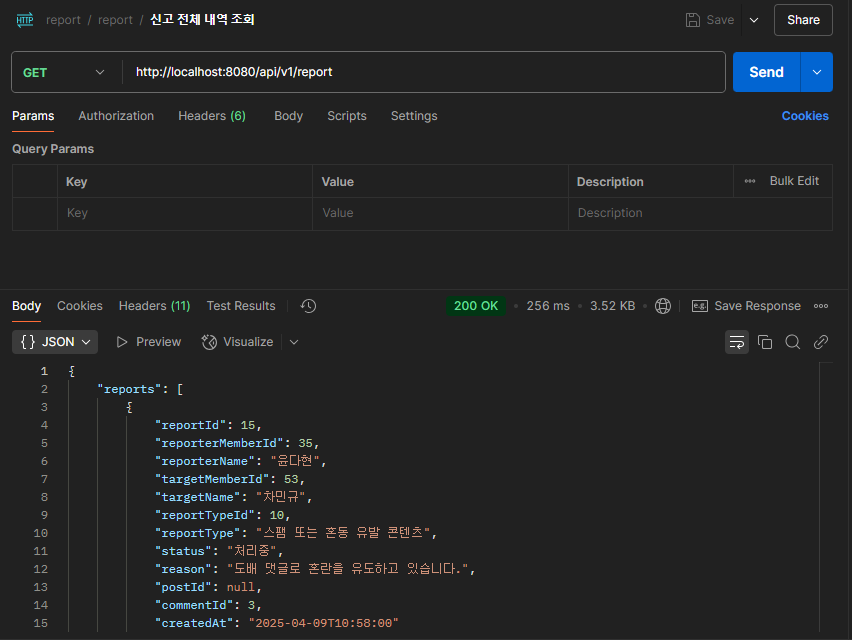 HTTP report / report / 신고 전체 내역 조회 Save Share
GET http://localhost:8080/api/v1/report Send
Params Authorization Headers (6) Body Scripts Settings Cookies
Query Params
Key Value Description Bulk Edit
Key Value Description
Body Cookies Headers (11) Test Results 200 OK • 256 ms • 3.52 KB • e.g. Save Response
{} JSON Preview Visualize
1 {
2 "reports": [
3 {
4 "reportId": 15,
5 "reporterMemberId": 35,
6 "reporterName": "윤다현",
7 "targetMemberId": 53,
8 "targetName": "차민규",
9 "reportTypeId": 10,
10 "reportType": "스팸 또는 혼동 유발 콘텐츠",
11 "status": "처리중",
12 "reason": "도배 댓글로 혼란을 유도하고 있습니다.",
13 "postId": null,
14 "commentId": 3,
15 "createdAt": "2025-04-09T10:58:00"